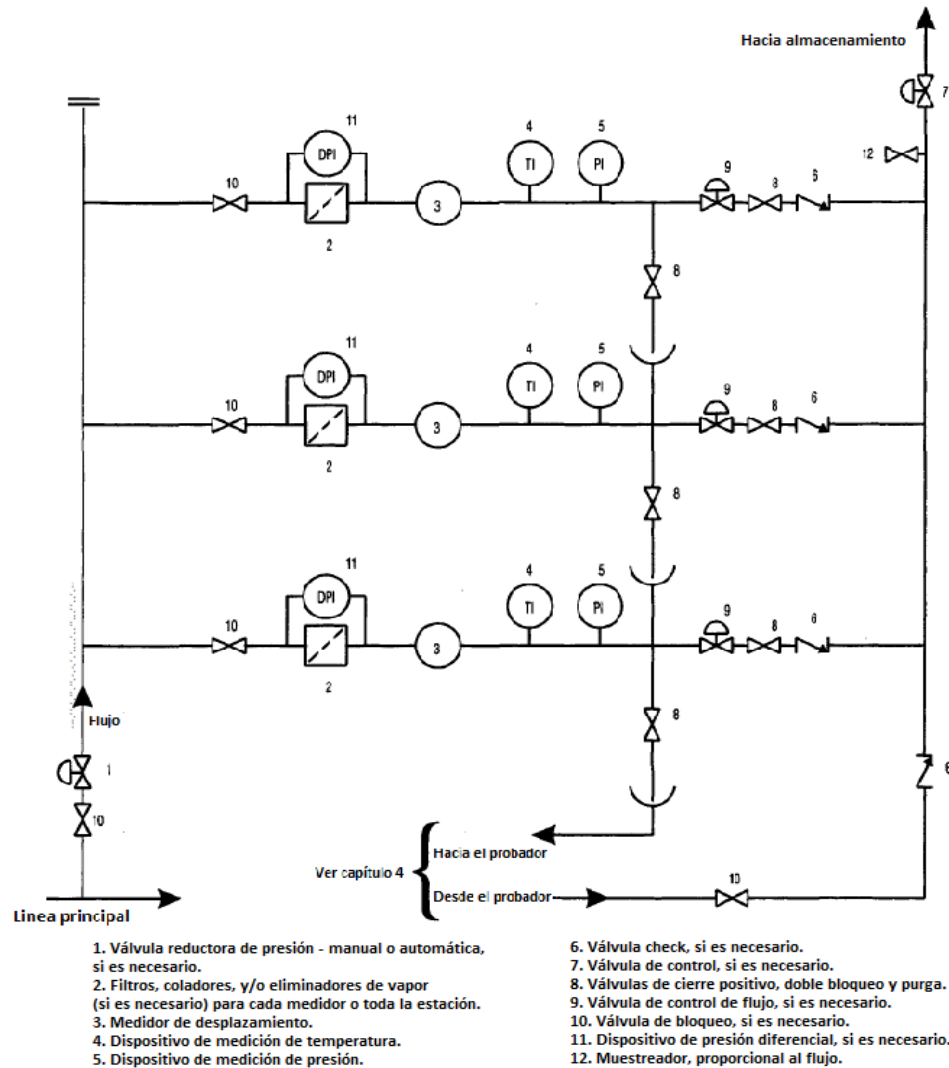 Hacia almacenamiento
7
12
11
4
5
DPI
TI
PI
9
8
6
10
3
2
8
11
4
5
DPI
TI
PI
9
8
6
10
3
2
8
11
4
5
DPI
TI
PI
9
8
6
10
3
2
8
Flujo
1
6
10
Hacia el probador
Ver capítulo 4
Desde el probador
10
Linea principal
1. Válvula reductora de presión - manual o automática,
si es necesario.
2. Filtros, coladores, y/o eliminadores de vapor
(si es necesario) para cada medidor o toda la estación.
3. Medidor de desplazamiento.
4. Dispositivo de medición de temperatura.
5. Dispositivo de medición de presión.
6. Válvula check, si es necesario.
7. Válvula de control, si es necesario.
8. Válvulas de cierre positivo, doble bloqueo y purga.
9. Válvula de control de flujo, si es necesario.
10. Válvula de bloqueo, si es necesario.
11. Dispositivo de presión diferencial, si es necesario.
12. Muestreador, proporcional al flujo.